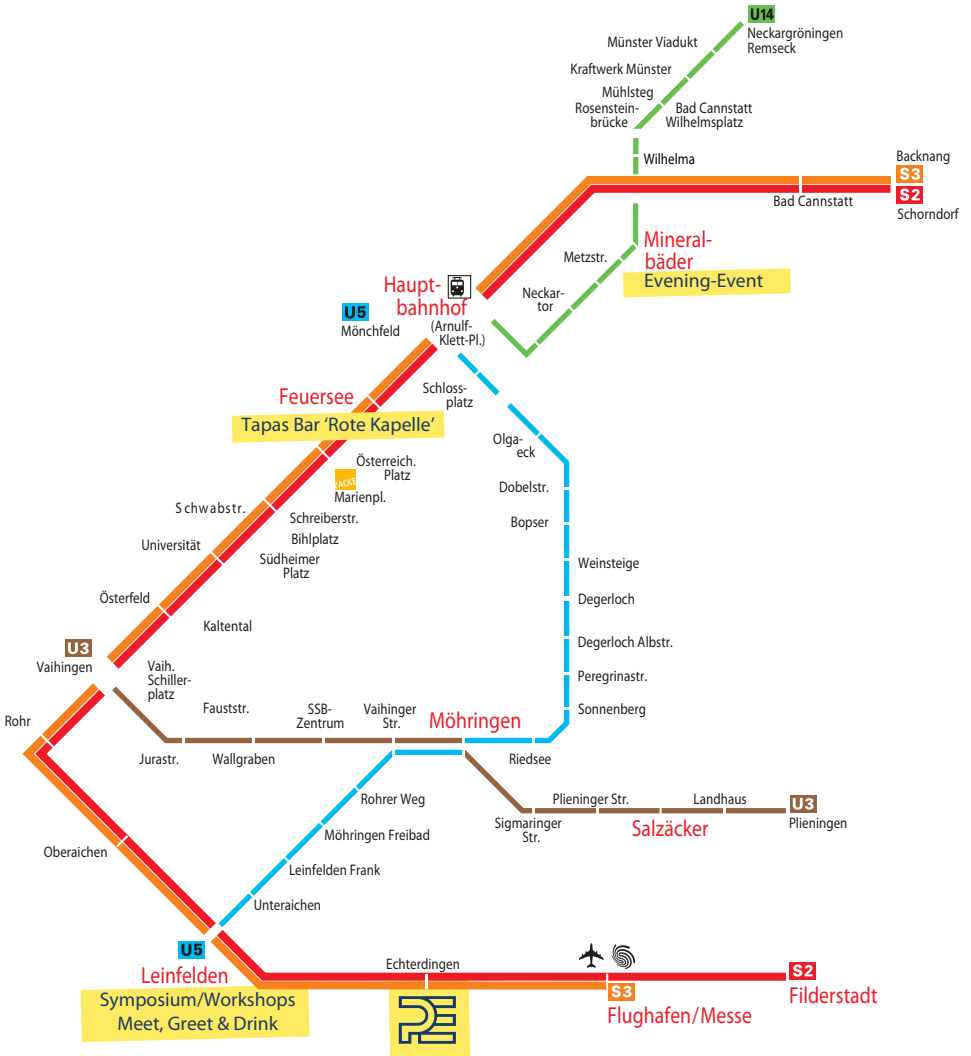 U14
Neckargröningen
Remseck
Münster Viadukt
Kraftwerk Münster
Mühlsteg
Rosenstein-
brücke
Bad Cannstatt
Wilhelmsplatz
Wilhelma
Backnang
S3
S2
Schorndorf
Bad Cannstatt
Mineral-
bäder
Evening-Event
Metzstr.
Neckar-
tor
Haupt-
bahnhof
(Arnulf-
Klett-Pl.)
U5
Mönchfeld
Schloss-
platz
Feuersee
Tapas Bar ‘Rote Kapelle’
Olga-
eck
Österreich.
Platz
ZACKE
Marienpl.
Dobelstr.
Schwabstr.
Schreiberstr.
Bopser
Bihlplatz
Universität
Südheimer
Platz
Weinsteige
Österfeld
Degerloch
Kaltental
Degerloch Albstr.
U3
Vaihingen
Vaih.
Schiller-
platz
Peregrinastr.
Fauststr.
SSB-
Zentrum
Vaihinger
Str.
Möhringen
Sonnenberg
Rohr
Jurastr.
Wallgraben
Riedsee
Rohrer Weg
Plieninger Str.
Landhaus
U3
Plieningen
Sigmaringer
Str.
Salzäcker
Möhringen Freibad
Oberaichen
Leinfelden Frank
Unteraichen
U5
Leinfelden
Symposium/Workshops
Meet, Greet & Drink
Echterdingen
PE
S3
Flughafen/Messe
S2
Filderstadt